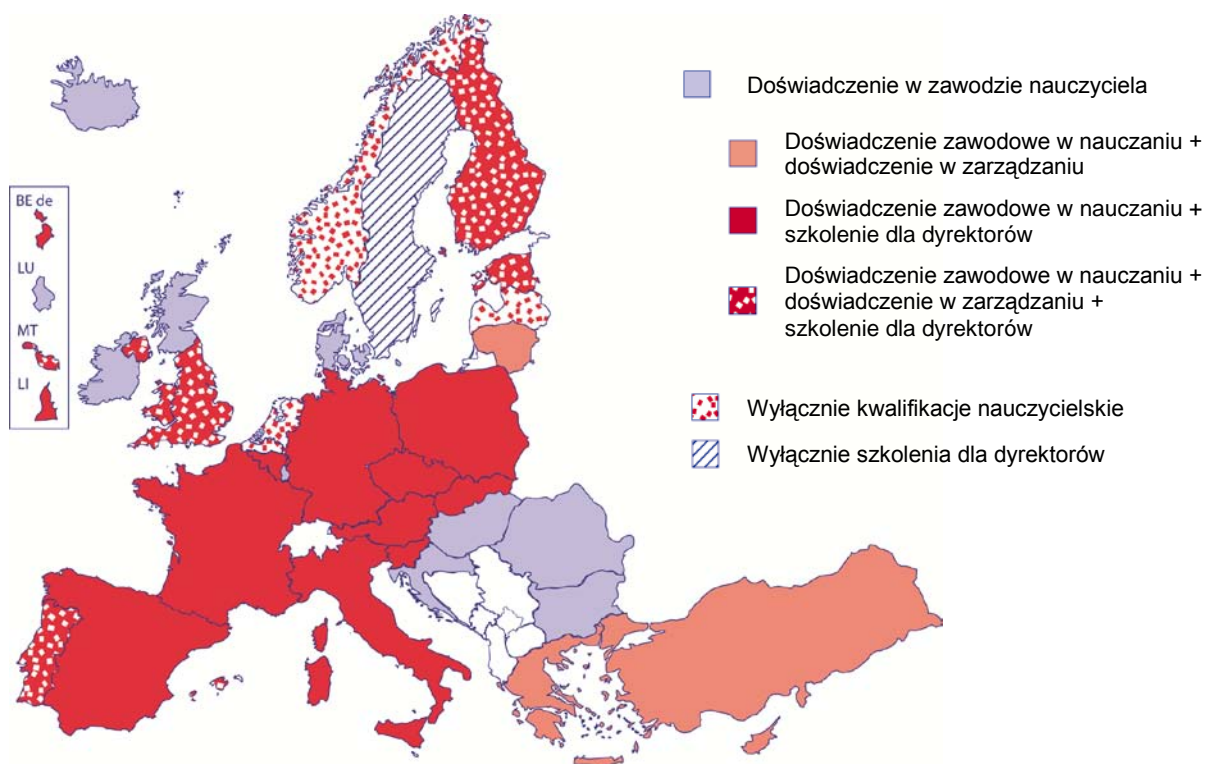 BE de
LU
MT
LI
Doświadczenie w zawodzie nauczyciela
Doświadczenie zawodowe w nauczaniu +
doświadczenie w zarządzaniu
Doświadczenie zawodowe w nauczaniu +
szkolenie dla dyrektorów
Doświadczenie zawodowe w nauczaniu +
doświadczenie w zarządzaniu +
szkolenie dla dyrektorów
Wyłącznie kwalifikacje nauczycielskie
Wyłącznie szkolenia dla dyrektorów